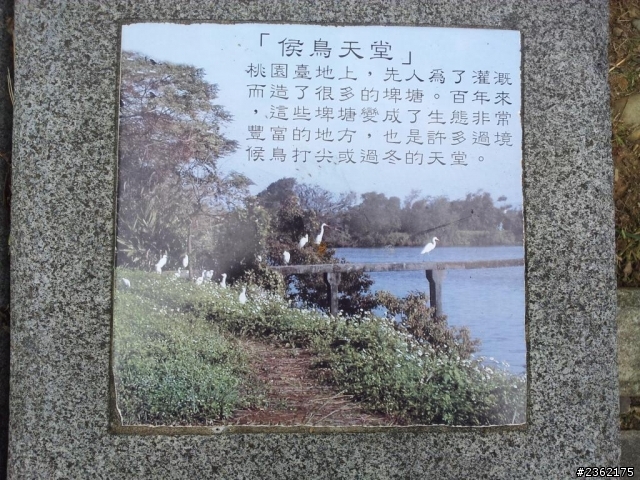 「侯鳥天堂」
桃園臺地上，先人為了灌溉
而造了很多的埤塘。百年來
，這些埤塘變成了生態非常
豐富的地方，也是許多過境
候鳥打尖或過冬的天堂。
#2362175